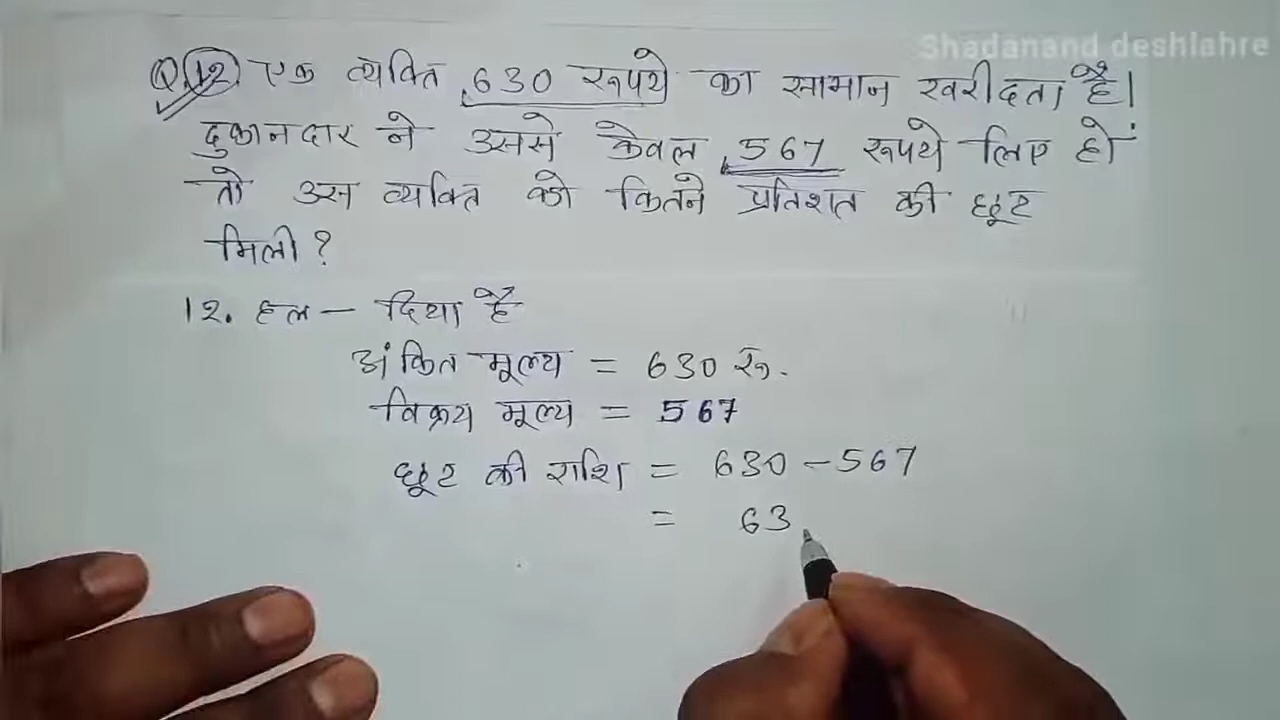 Shadanand deshlahre
Q.12 एक व्यक्ति 630 रूपये का सामान खरीदता है।
दुकानदार ने उससे केवल 567 रूपये लिए हों
तो उस व्यक्ति को कितने प्रतिशत की छूट
मिली?
12. हल — दिया है
अंकित मूल्य = 630 रू.
विक्रय मूल्य = 567
छूट की राशि = 630 – 567
= 63